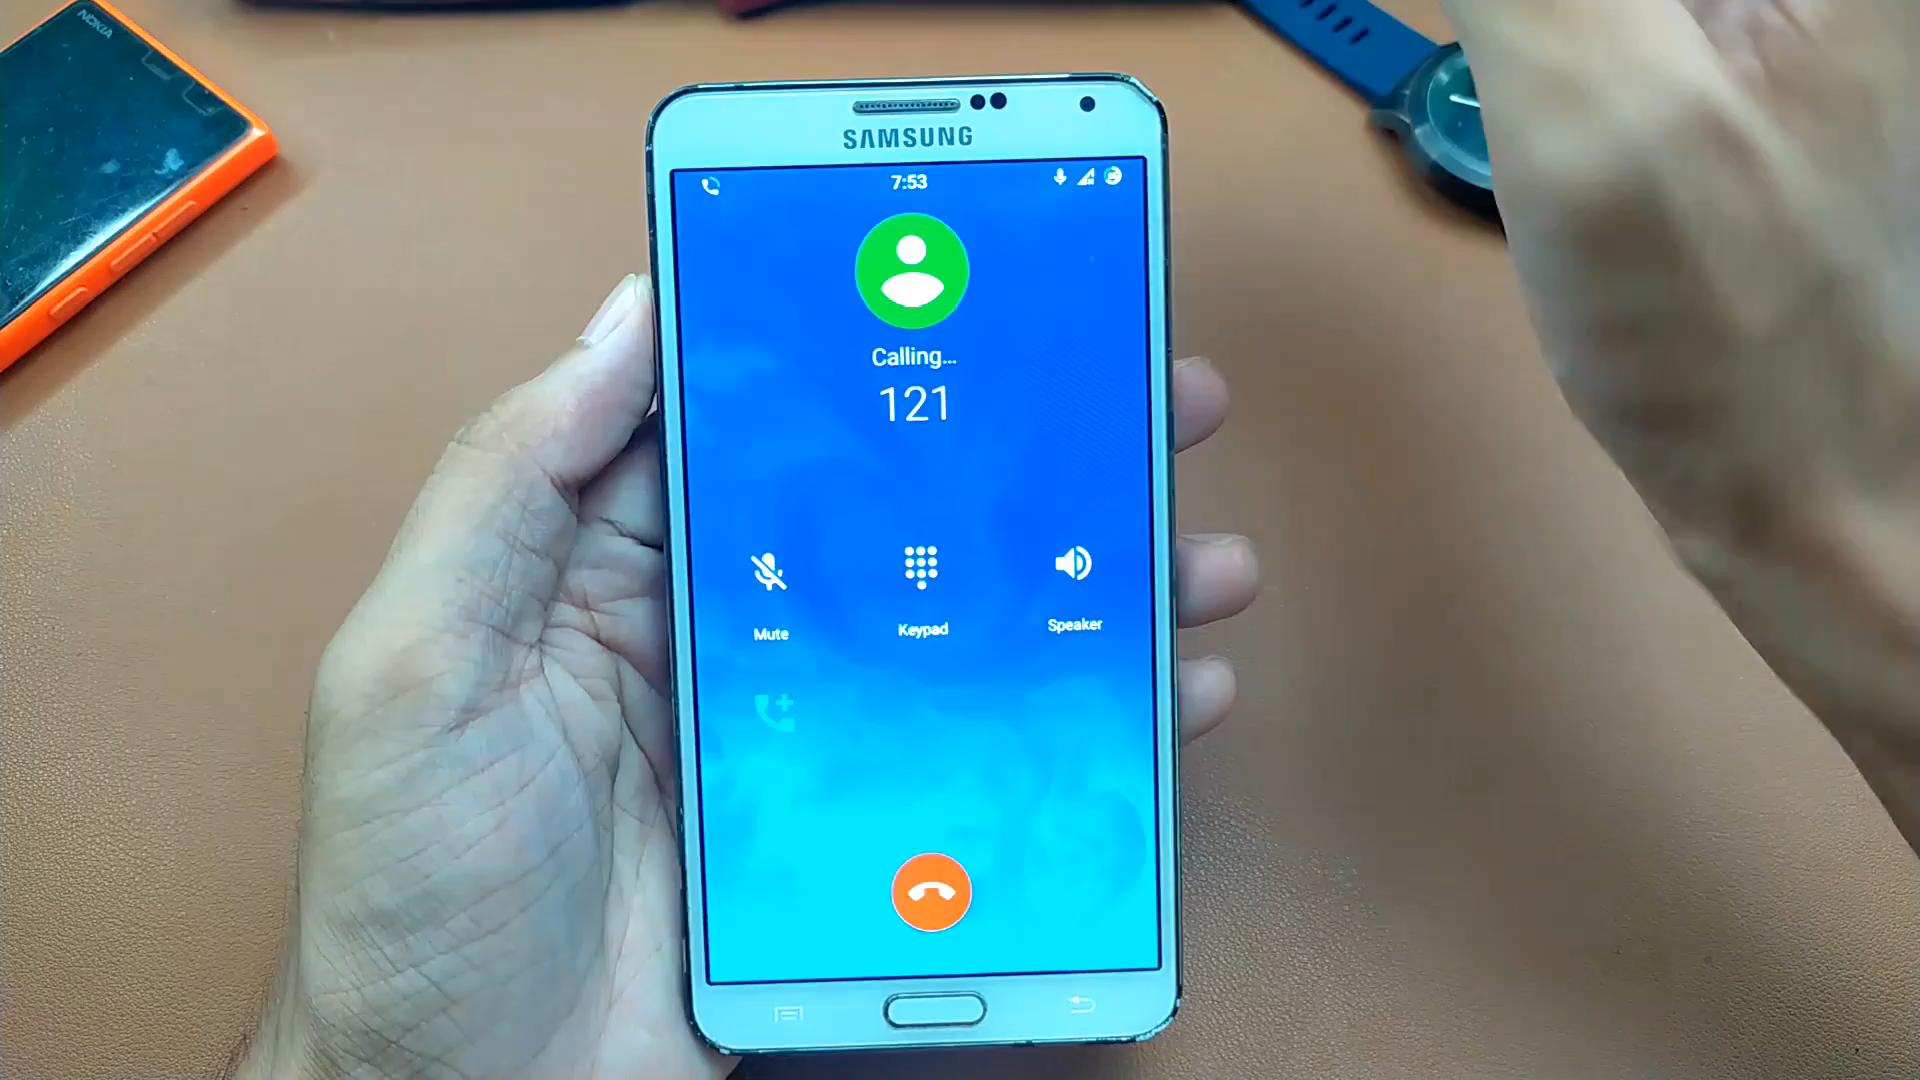 NOKIA
SAMSUNG
7:53
Calling...
121
Mute
Keypad
Speaker